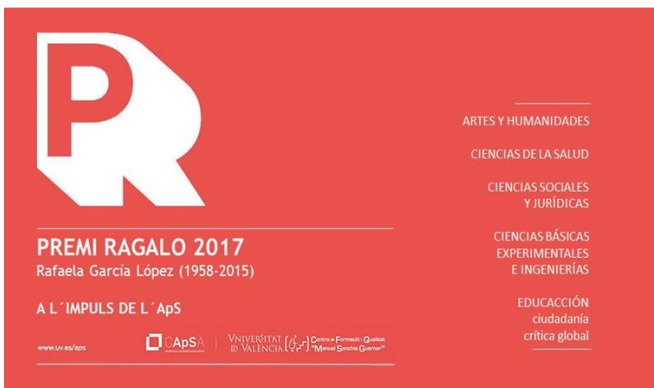 PR
PREMI RAGALO 2017
Rafaela García López (1958-2015)
A L´IMPULS DE L´ApS
www.uv.es/aps
CApSA
VNIVERSITAT
ID VALÈNCIA
Centre de Formació i Qualitat
"Manuel Sanchis Guarner"
ARTES Y HUMANIDADES
CIENCIAS DE LA SALUD
CIENCIAS SOCIALES
Y JURÍDICAS
CIENCIAS BÁSICAS
EXPERIMENTALES
E INGENIERÍAS
EDUCACCIÓN
ciudadanía
crítica global